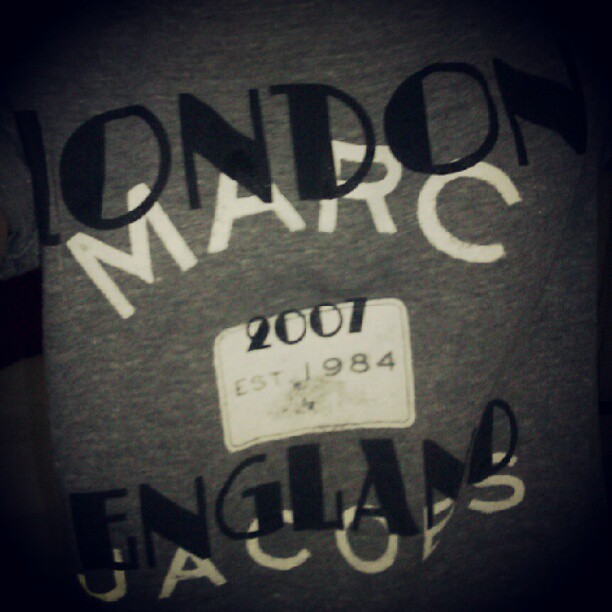 LONDON
MARC
2007
EST. 1984
ENGLAND
JACOBS